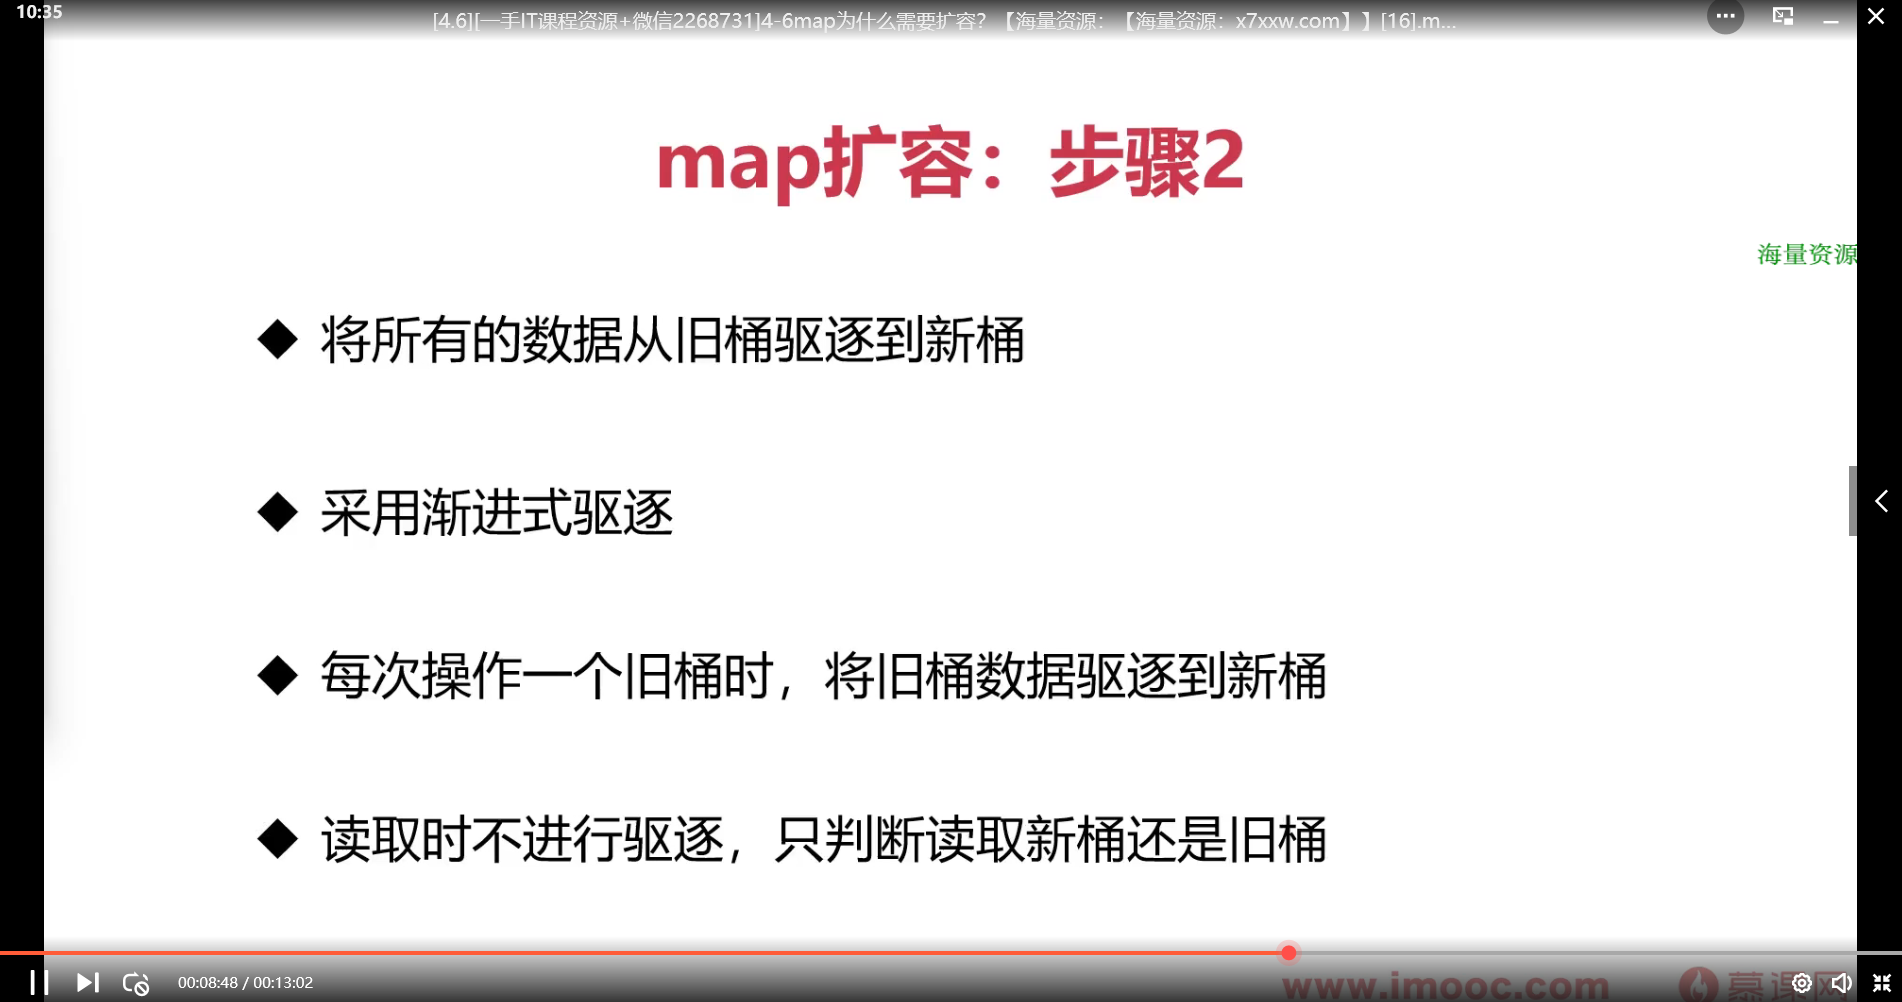 10:35
[4.6][一手IT课程资源+微信2268731]4-6map为什么需要扩容？【海量资源：【海量资源：x7xxw.com】】[16].m...
map扩容：步骤2
海量资源
◆ 将所有的数据从旧桶驱逐到新桶
◆ 采用渐进式驱逐
◆ 每次操作一个旧桶时，将旧桶数据驱逐到新桶
◆ 读取时不进行驱逐，只判断读取新桶还是旧桶
00:08:48 / 00:13:02
www.imooc.com 慕课网